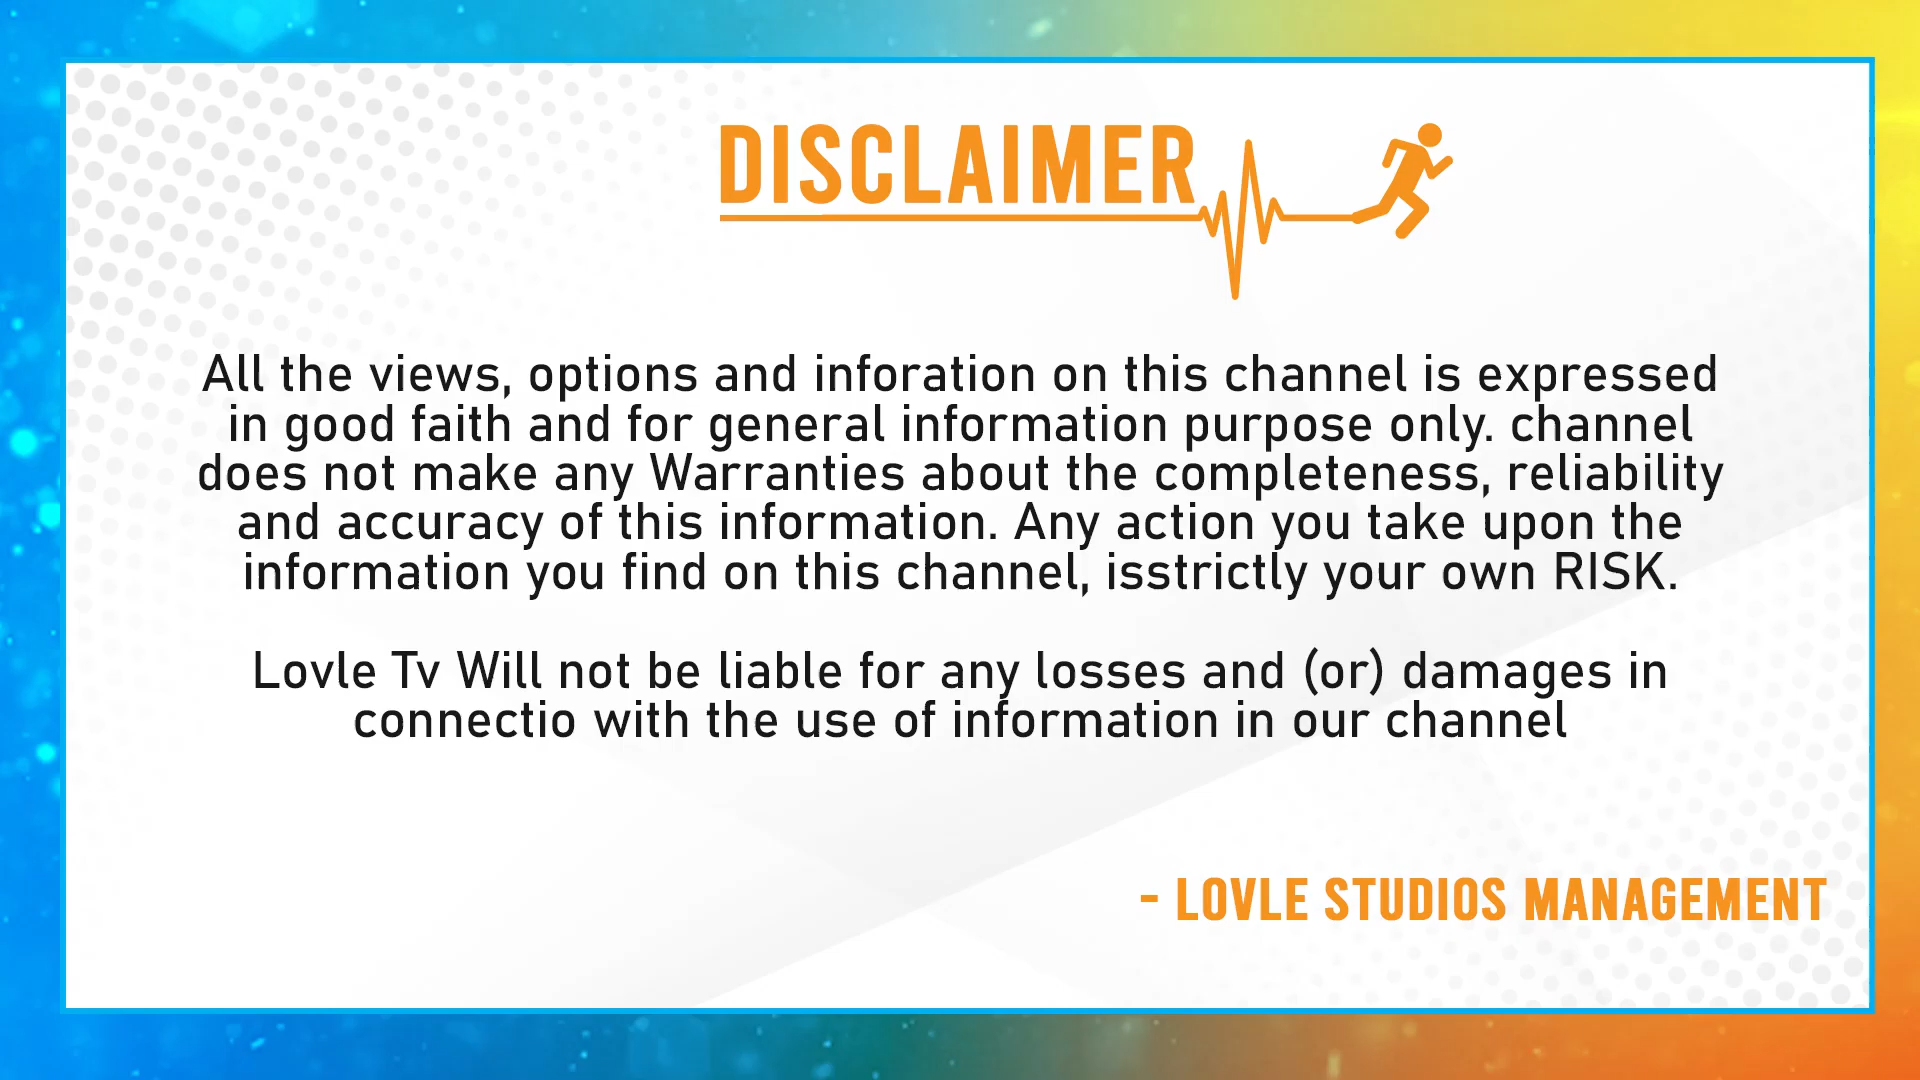 DISCLAIMER
All the views, options and inforation on this channel is expressed
in good faith and for general information purpose only. channel
does not make any Warranties about the completeness, reliability
and accuracy of this information. Any action you take upon the
information you find on this channel, isstrictly your own RISK.
Lovle Tv Will not be liable for any losses and (or) damages in
connectio with the use of information in our channel
- LOVLE STUDIOS MANAGEMENT